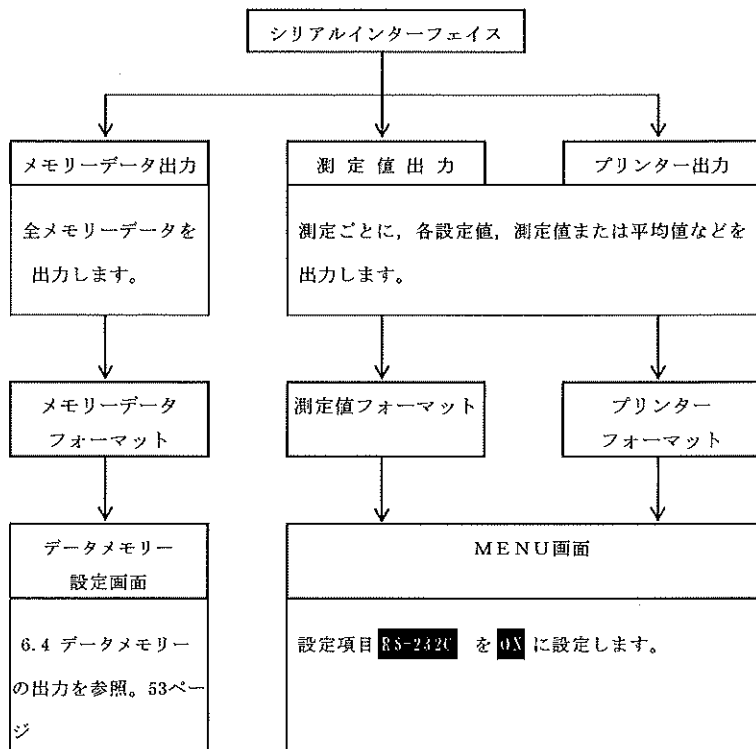 シリアルインターフェイス
メモリーデータ出力
測定値出力
プリンター出力
全メモリーデータを
出力します。
測定ごとに，各設定値，測定値または平均値などを
出力します。
メモリーデータ
フォーマット
測定値フォーマット
プリンター
フォーマット
データメモリー
設定画面
MENU画面
6.4 データメモリー
の出力を参照。53ペー
ジ
設定項目 RS-232C を ON に設定します。